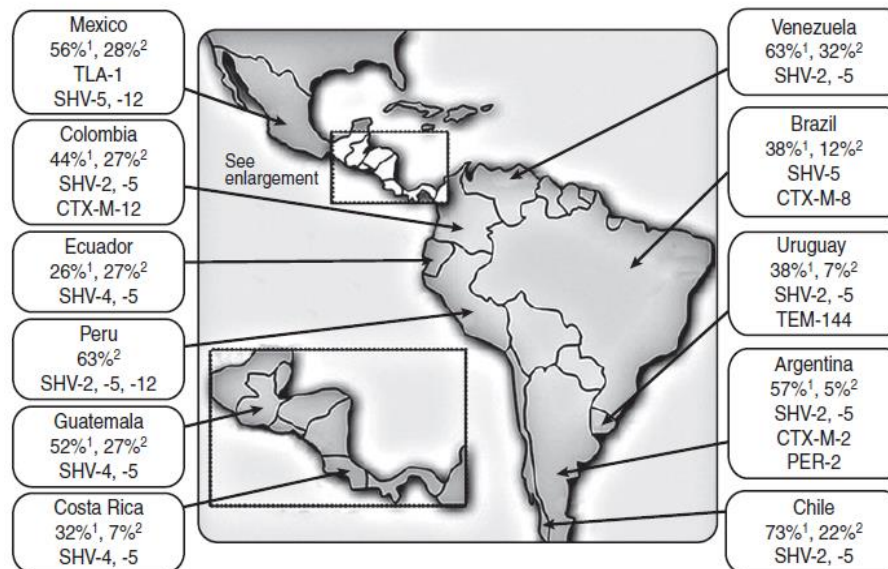 Mexico
56%¹, 28%²
TLA-1
SHV-5, -12
Colombia
44%¹, 27%²
SHV-2, -5
CTX-M-12
Ecuador
26%¹, 27%²
SHV-4, -5
Peru
63%²
SHV-2, -5, -12
Guatemala
52%¹, 27%²
SHV-4, -5
Costa Rica
32%¹, 7%²
SHV-4, -5
See
enlargement
Venezuela
63%¹, 32%²
SHV-2, -5
Brazil
38%¹, 12%²
SHV-5
CTX-M-8
Uruguay
38%¹, 7%²
SHV-2, -5
TEM-144
Argentina
57%¹, 5%²
SHV-2, -5
CTX-M-2
PER-2
Chile
73%¹, 22%²
SHV-2, -5